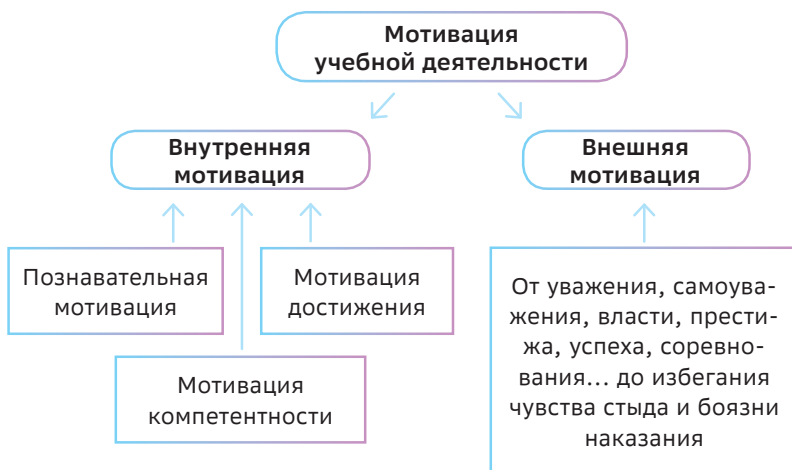 Мотивация
учебной деятельности
Внутренняя
мотивация
Внешняя
мотивация
Познавательная
мотивация
Мотивация
достижения
Мотивация
компетентности
От уважения, самоува-
жения, власти, прести-
жа, успеха, соревно-
вания... до избегания
чувства стыда и боязни
наказания